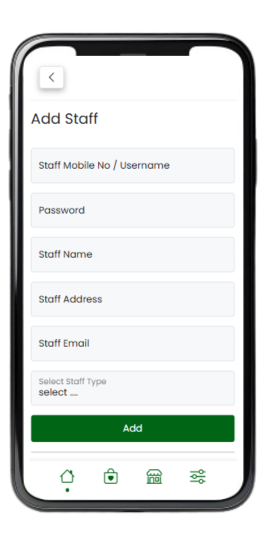 Add Staff
Staff Mobile No / Username
Password
Staff Name
Staff Address
Staff Email
Select Staff Type
select ....
Add